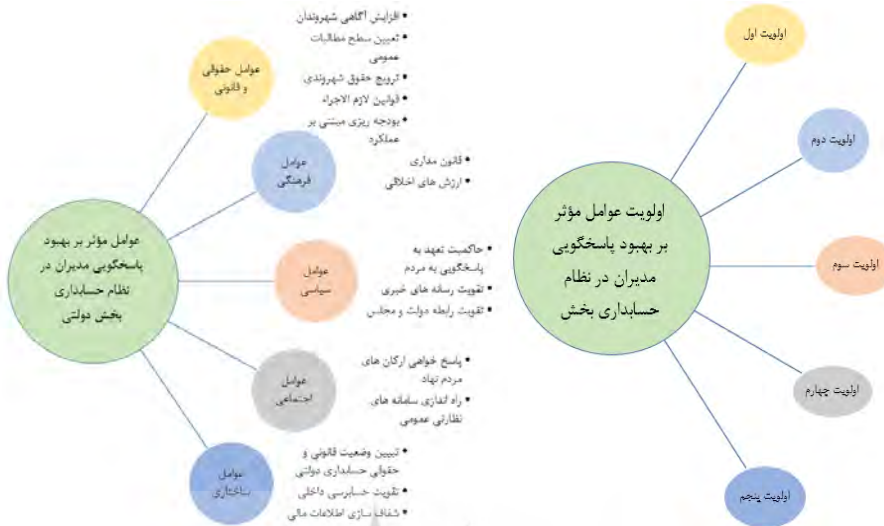 اولویت عوامل مؤثر
بر بهبود پاسخگویی
مدیران در نظام
حسابداری بخش
اولویت اول
اولویت دوم
اولویت سوم
اولویت چهارم
اولویت پنجم
عوامل مؤثر بر بهبود
پاسخگویی مدیران در
نظام حسابداری
بخش دولتی
عوامل حقوقی
و قانونی
• افزایش آگاهی شهروندان
• تعیین سطح مطالبات
عمومی
• ترویج حقوق شهروندی
• قوانین لازم الاجراء
• بودجه ریزی مبتنی بر
عملکرد
عوامل
فرهنگی
• قانون مداری
• ارزش های اخلاقی
عوامل
سیاسی
• حاکمیت تعهد به
پاسخگویی به مردم
• تقویت رسانه های خبری
• تقویت رابطه دولت و مجلس
عوامل
اجتماعی
• پاسخ خواهی ارکان های
مردم نهاد
• راه اندازی سامانه های
نظارتی عمومی
عوامل
ساختاری
• تبیین وضعیت قانونی و
حقوقی حسابداری دولتی
• تقویت حسابرسی داخلی
• شفاف سازی اطلاعات مالی